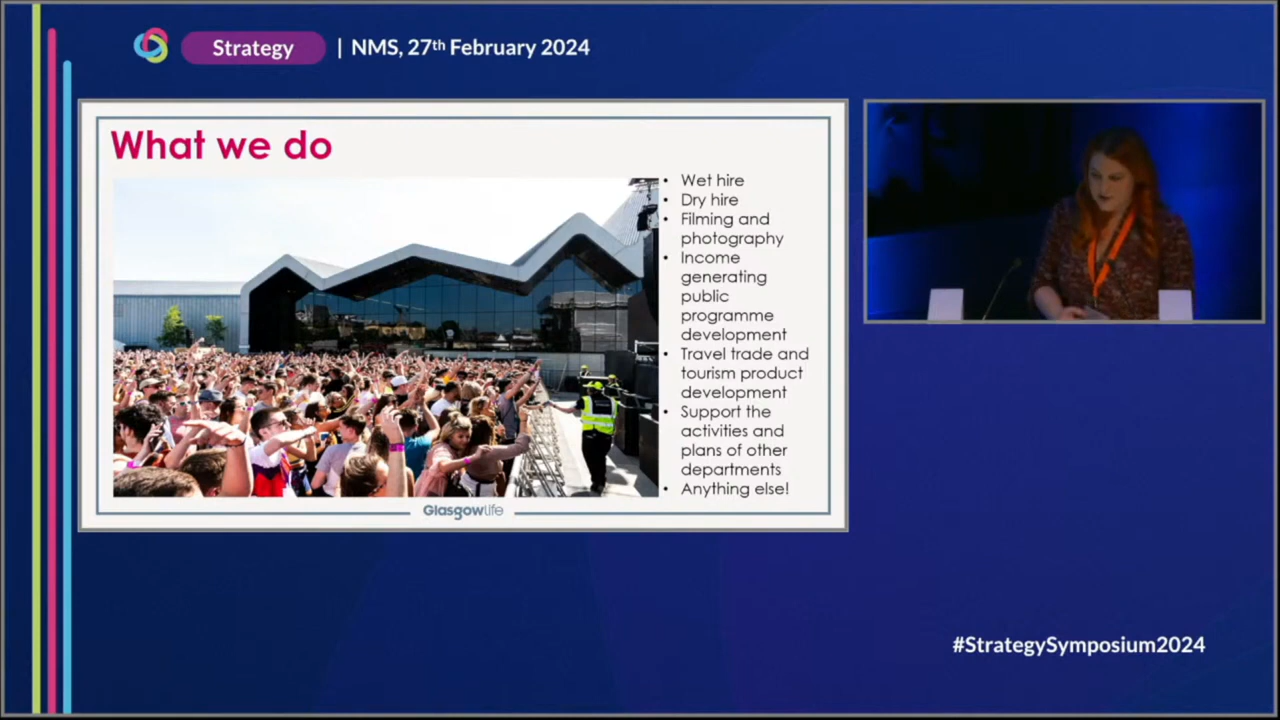 Strategy | NMS, 27th February 2024
What we do
• Wet hire
• Dry hire
• Filming and
photography
• Income
generating
public
programme
development
• Travel trade and
tourism product
development
• Support the
activities and
plans of other
departments
• Anything else!
Glasgowlife
#StrategySymposium2024